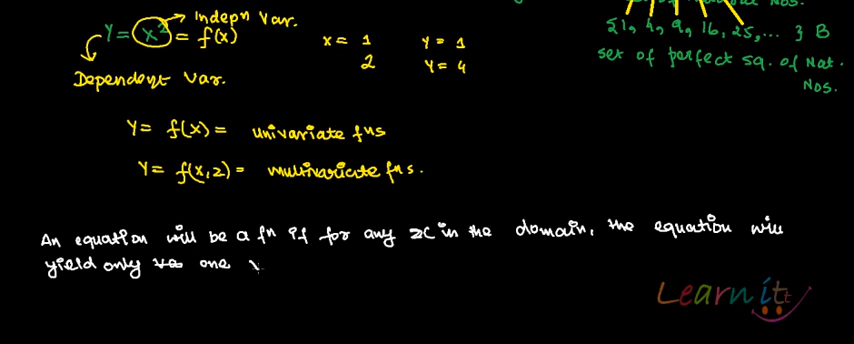 Nos.
Indepn Var.
Y = x² = f(x)
x = 1 Y = 1
2 Y = 4
Dependent Var.
{1, 4, 9, 16, 25, ... } B
set of perfect sq. of Nat.
Nos.
Y = f(x) = univariate fns
Y = f(x,z) = multivariate fns.
An equation will be a fn if for any x in the domain, the equation will
yield only one
Learnitt